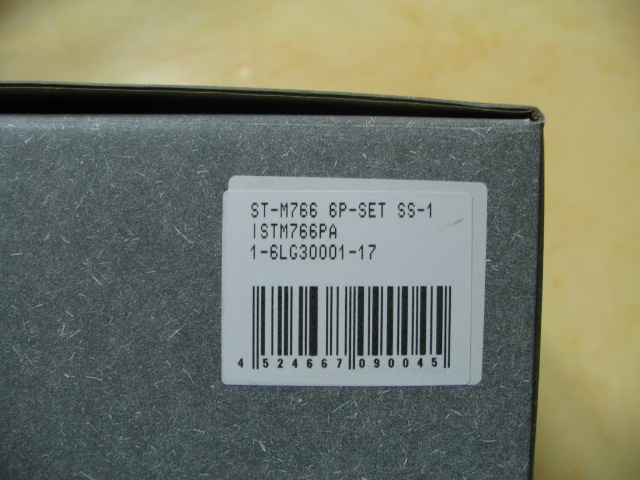 ST-M766 6P-SET SS-1
ISTM766PA
1-6LG30001-17
4 524667 090045